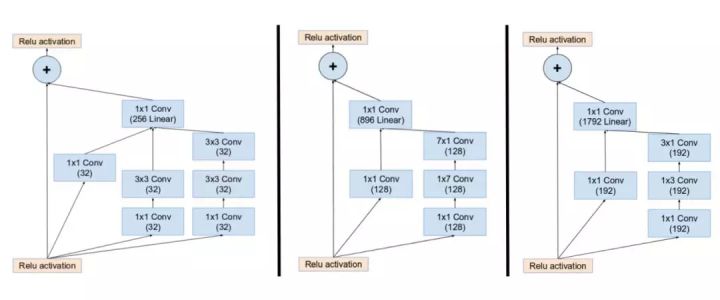 Relu activation
+
1x1 Conv
(256 Linear)
3x3 Conv
(32)
1x1 Conv
(32)
3x3 Conv
(32)
3x3 Conv
(32)
1x1 Conv
(32)
1x1 Conv
(32)
Relu activation
Relu activation
+
1x1 Conv
(896 Linear)
7x1 Conv
(128)
1x1 Conv
(128)
1x7 Conv
(128)
1x1 Conv
(128)
Relu activation
Relu activation
+
1x1 Conv
(1792 Linear)
3x1 Conv
(192)
1x1 Conv
(192)
1x3 Conv
(192)
1x1 Conv
(192)
Relu activation